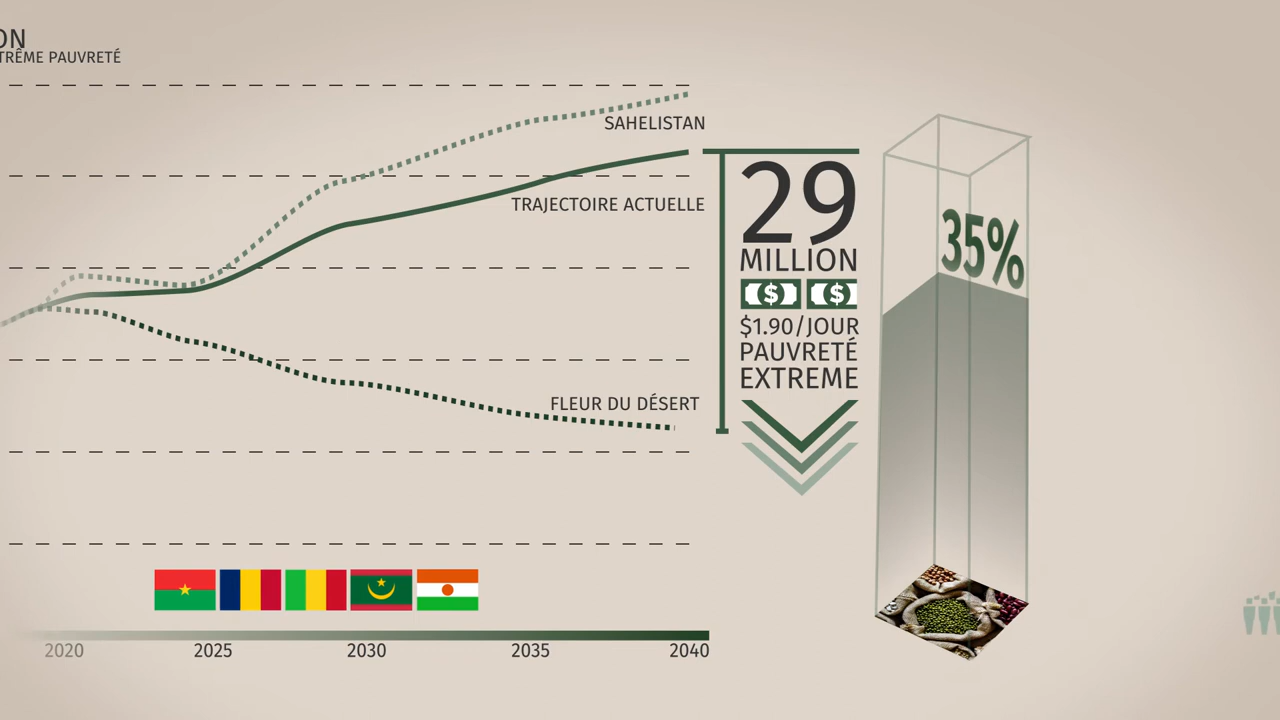 ON
TRÊME PAUVRETÉ
SAHELISTAN
TRAJECTOIRE ACTUELLE
FLEUR DU DÉSERT
29
MILLION
$ $
$1.90/JOUR
PAUVRETÉ
EXTREME
35%
2020 2025 2030 2035 2040